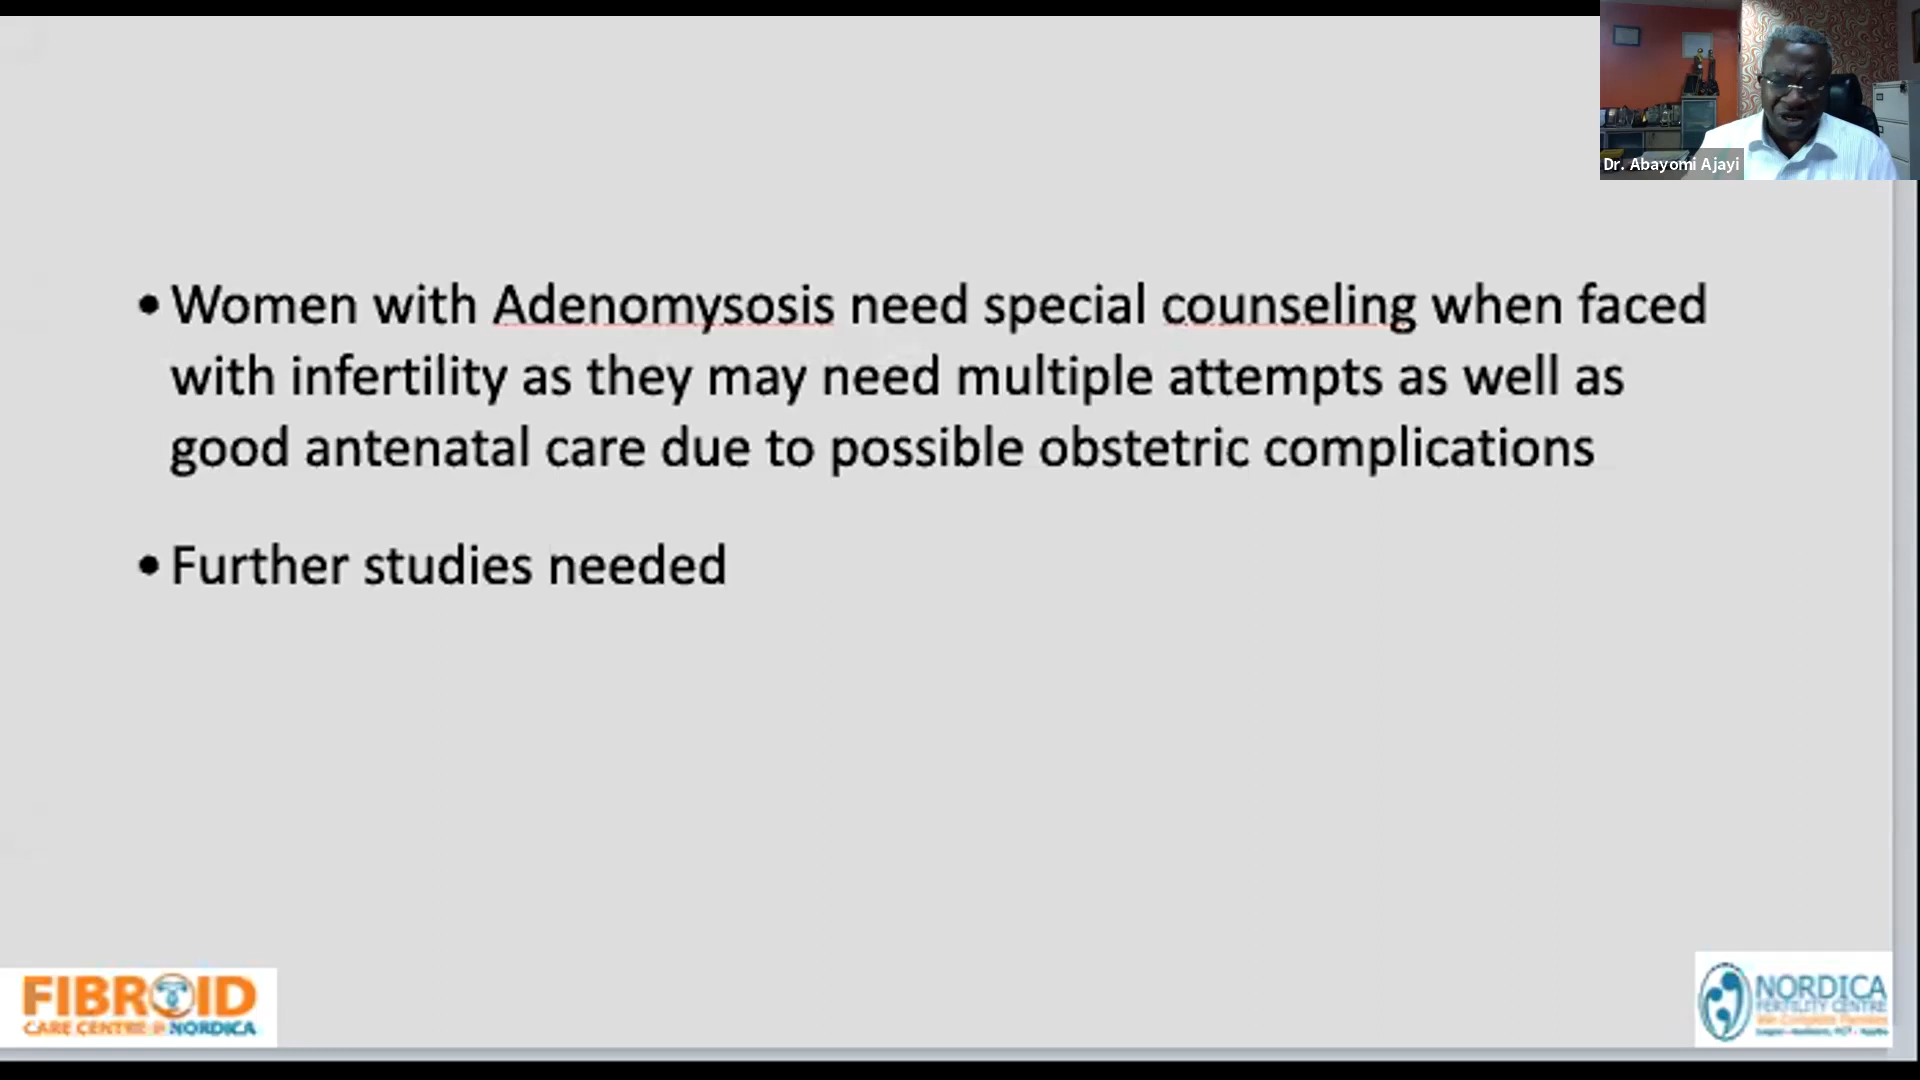 Dr. Abayomi Ajayi
• Women with Adenomysosis need special counseling when faced
with infertility as they may need multiple attempts as well as
good antenatal care due to possible obstetric complications
• Further studies needed
FIBROID
CARE CENTRE @ NORDICA
NORDICA
FERTILITY CENTRE